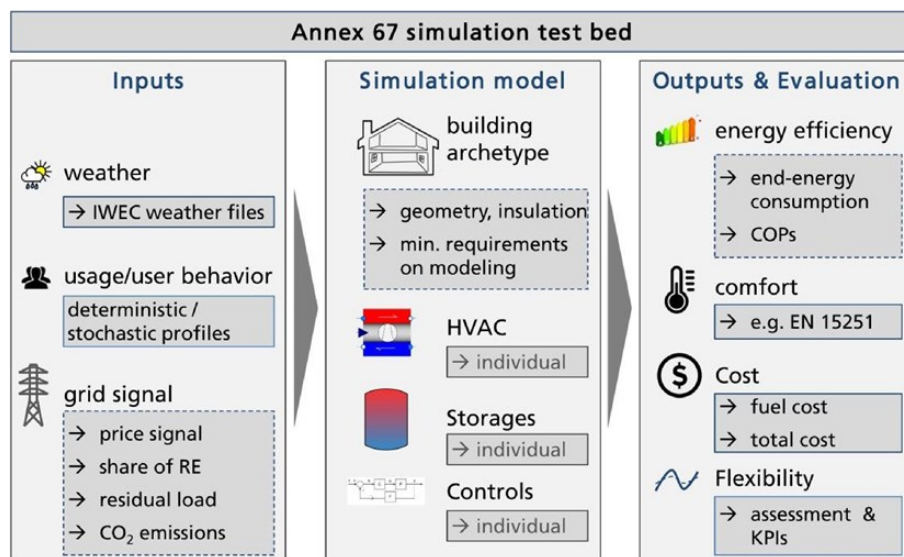 Annex 67 simulation test bed
Inputs
weather
→ IWEC weather files
usage/user behavior
deterministic /
stochastic profiles
grid signal
→ price signal
→ share of RE
→ residual load
→ CO₂ emissions
Simulation model
building
archetype
→ geometry, insulation
→ min. requirements
on modeling
HVAC
→ individual
Storages
→ individual
Controls
→ individual
Outputs & Evaluation
energy efficiency
→ end-energy
consumption
→ COPs
comfort
→ e.g. EN 15251
$
Cost
→ fuel cost
→ total cost
Flexibility
→ assessment &
KPIs